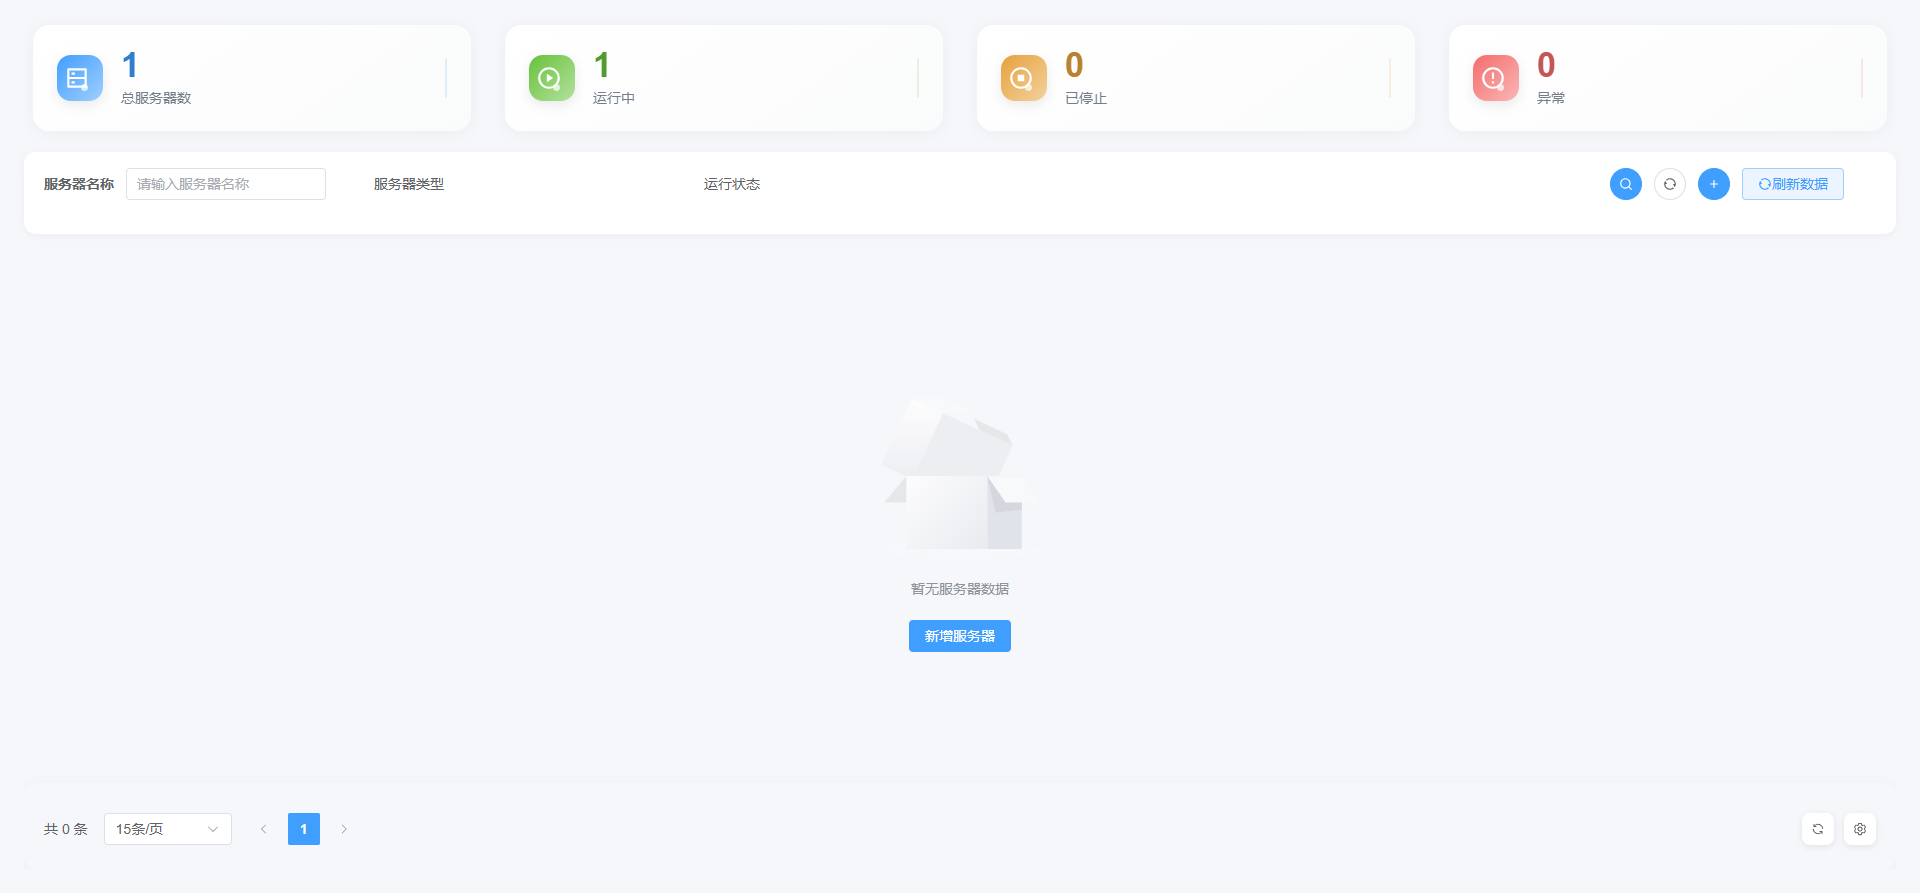 1
总服务器数
1
运行中
0
已停止
0
异常
服务器名称 请输入服务器名称 服务器类型 运行状态 刷新数据
暂无服务器数据
新增服务器
共 0 条 15条/页 1